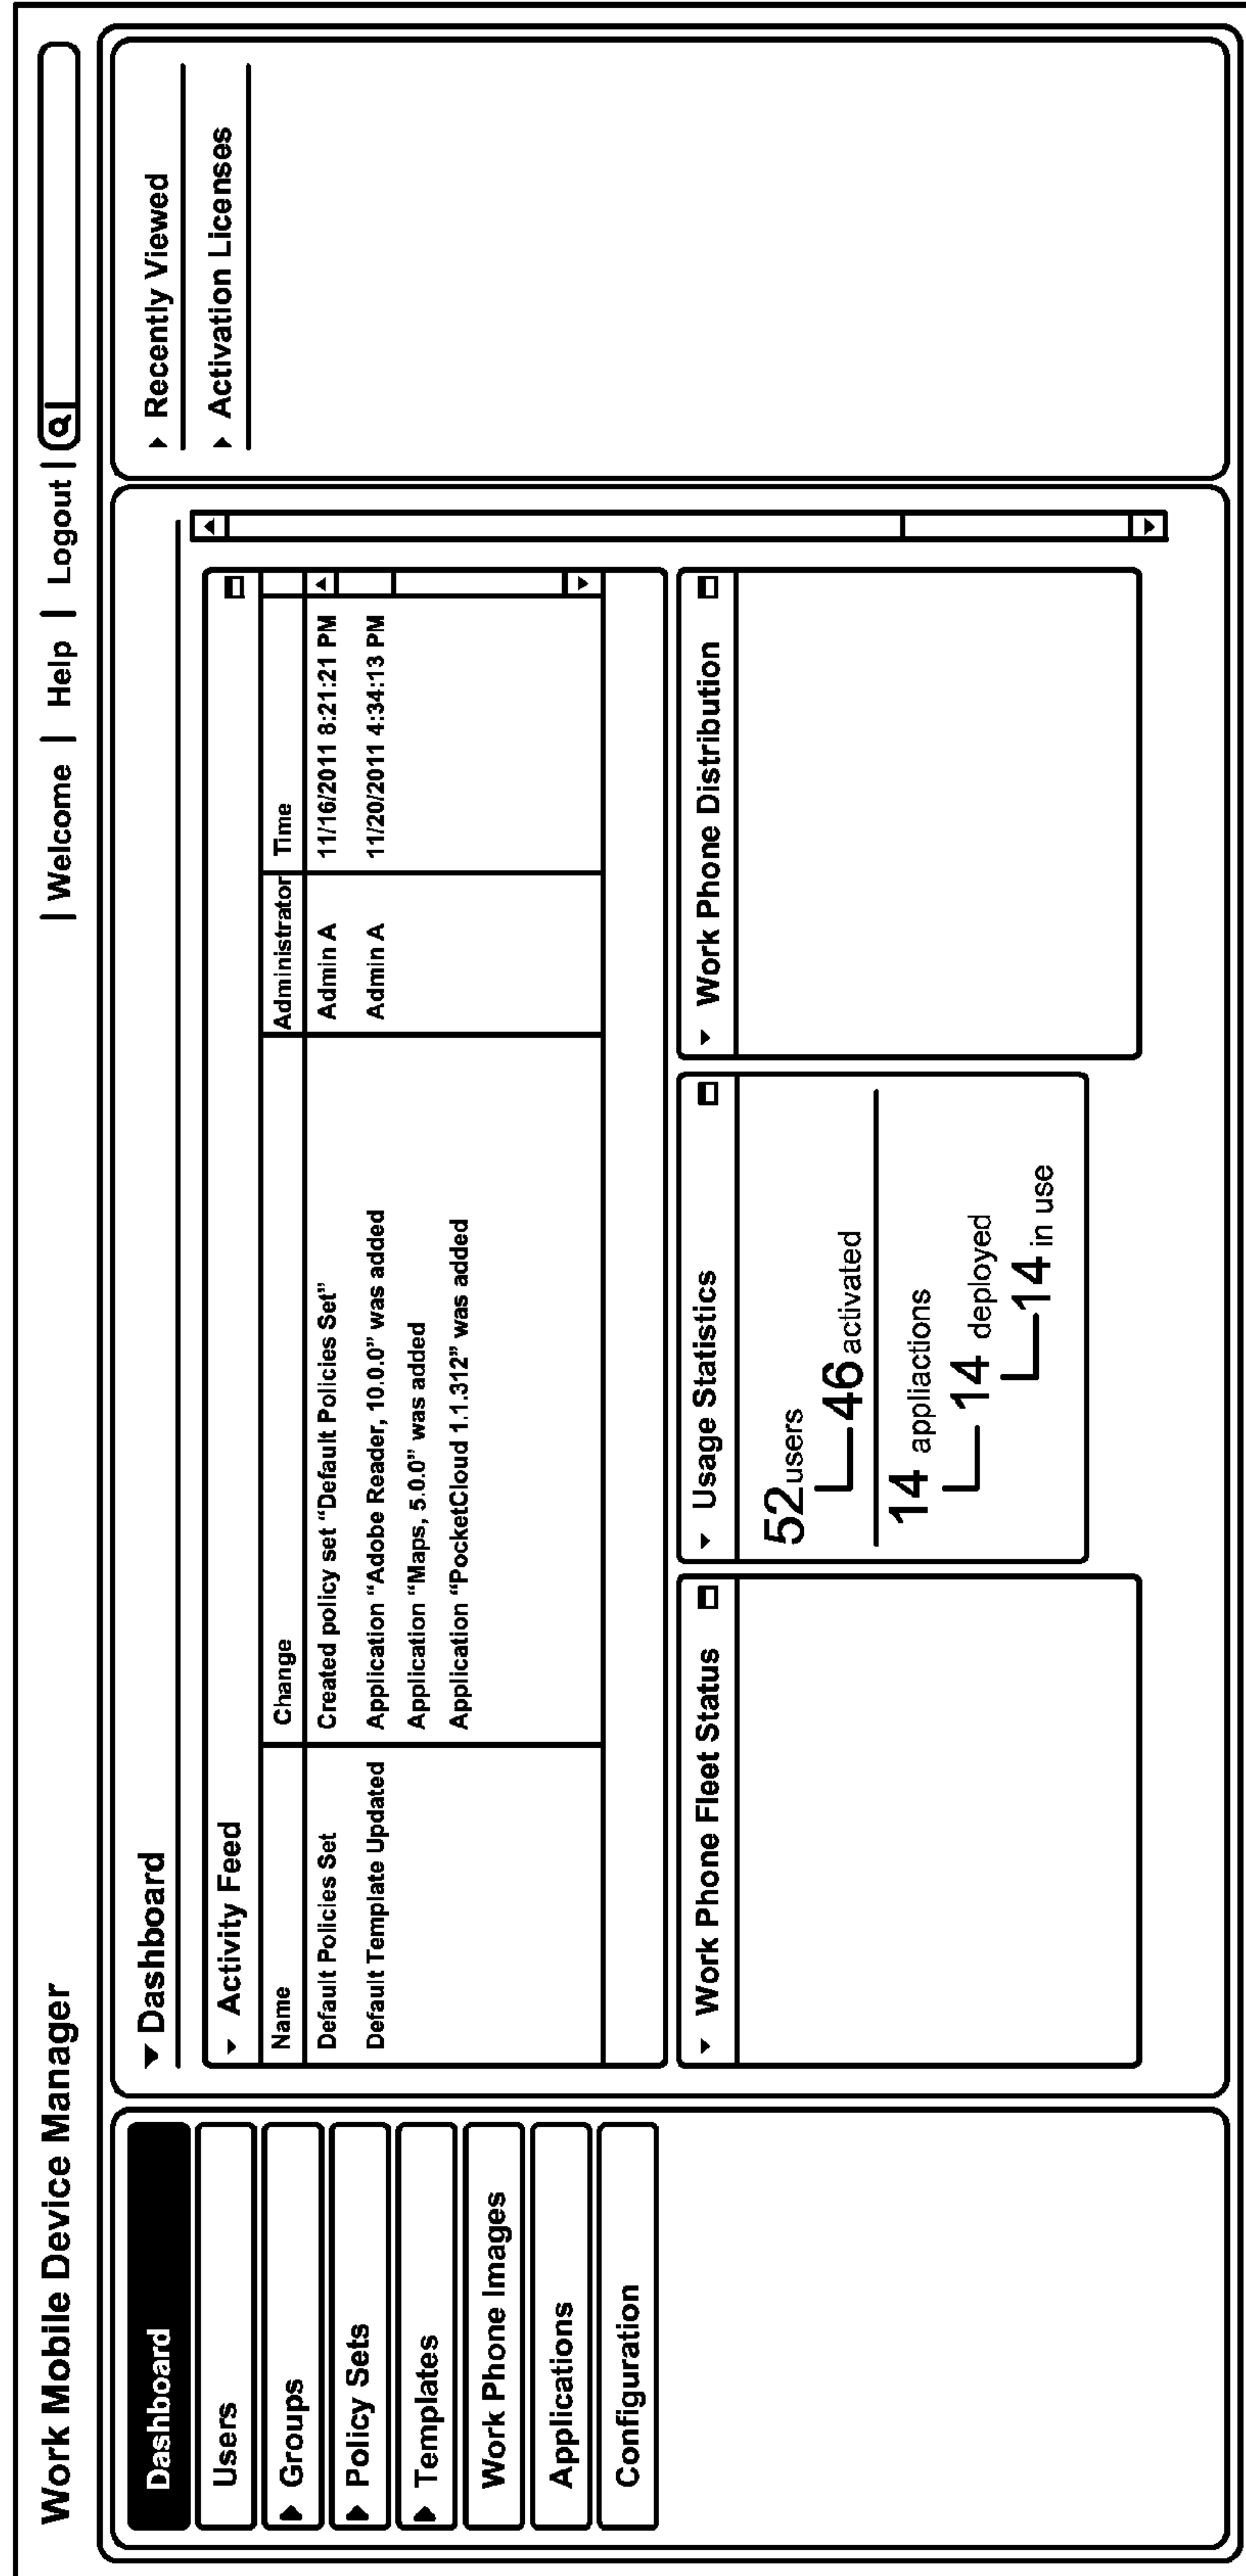 Work Mobile Device Manager
| Welcome | Help | Logout |
Dashboard
Users
Groups
Policy Sets
Templates
Work Phone Images
Applications
Configuration
Dashboard
Activity Feed
Name Change Administrator Time
Default Policies Set Created policy set “Default Policies Set” Admin A 11/16/2011 8:21:21 PM
Default Template Updated Application “Adobe Reader, 10.0.0” was added Admin A 11/20/2011 4:34:13 PM
Application “Maps, 5.0.0” was added
Application “PocketCloud 1.1.312” was added
Work Phone Fleet Status
Usage Statistics
52 users
46 activated
14 appliactions
14 deployed
14 in use
Work Phone Distribution
Recently Viewed
Activation Licenses